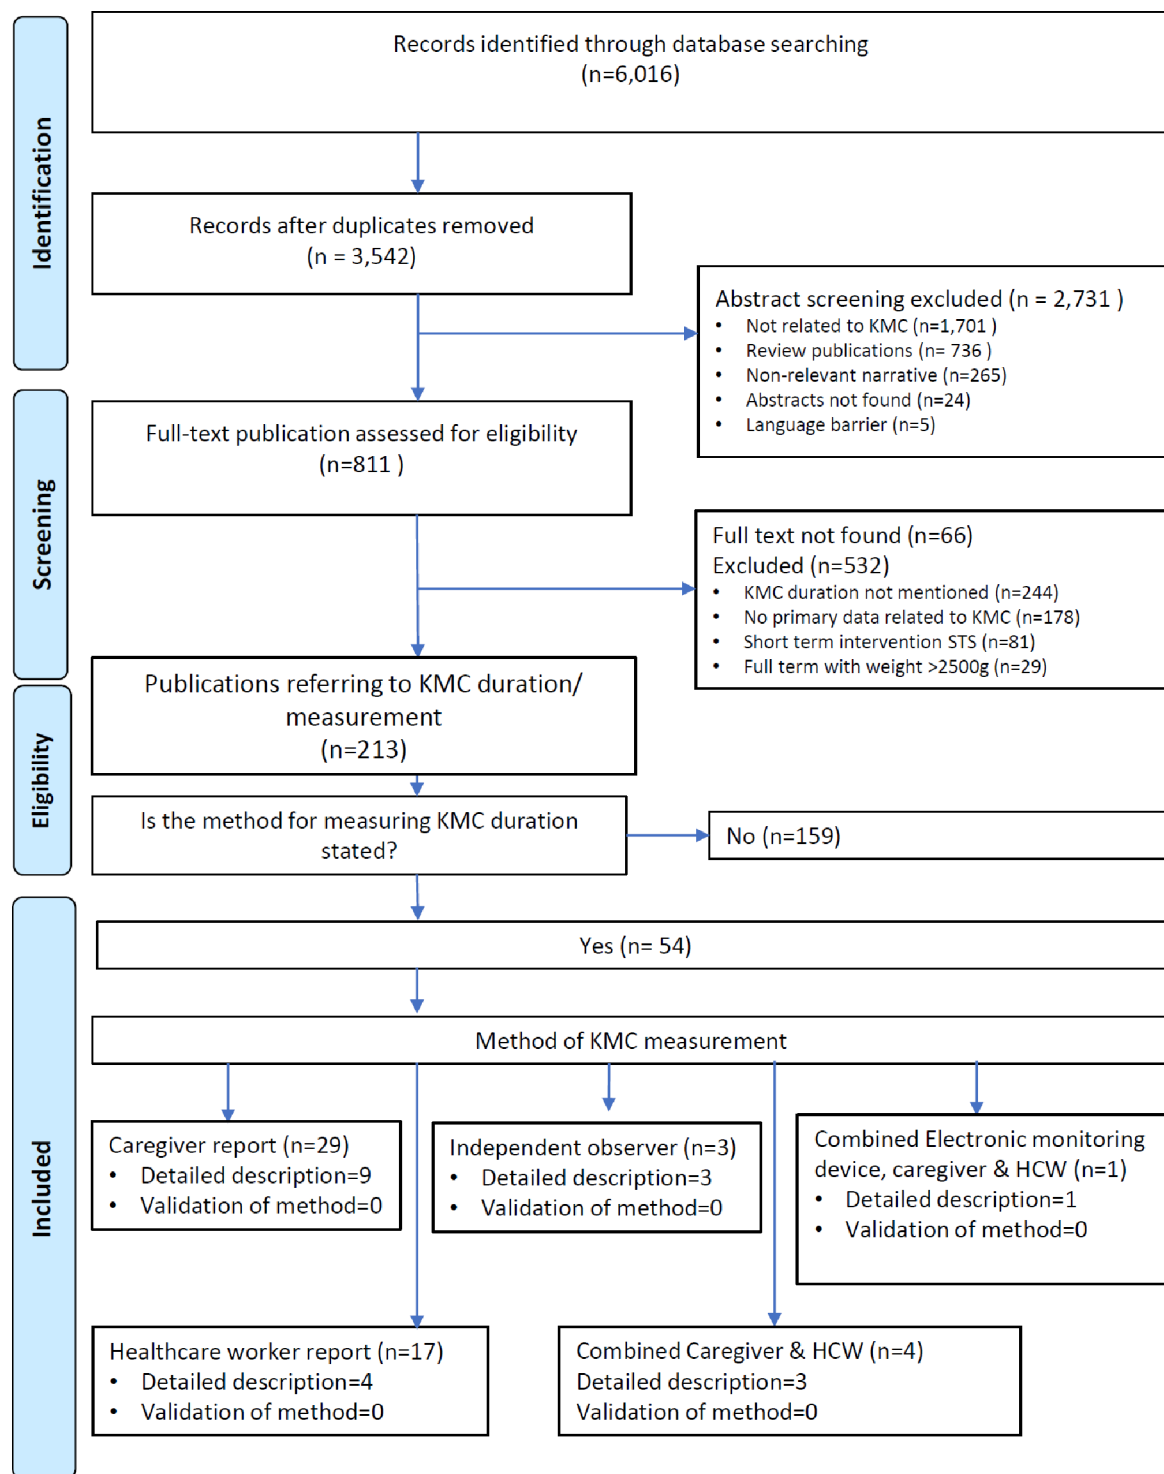 Identification
Records identified through database searching
(n=6,016)
Records after duplicates removed
(n = 3,542)
Abstract screening excluded (n = 2,731 )
• Not related to KMC (n=1,701 )
• Review publications (n= 736 )
• Non-relevant narrative (n=265)
• Abstracts not found (n=24)
• Language barrier (n=5)
Screening
Full-text publication assessed for eligibility
(n=811 )
Full text not found (n=66)
Excluded (n=532)
• KMC duration not mentioned (n=244)
• No primary data related to KMC (n=178)
• Short term intervention STS (n=81)
• Full term with weight >2500g (n=29)
Eligibility
Publications referring to KMC duration/
measurement
(n=213)
Is the method for measuring KMC duration
stated?
No (n=159)
Included
Yes (n= 54)
Method of KMC measurement
Caregiver report (n=29)
• Detailed description=9
• Validation of method=0
Independent observer (n=3)
• Detailed description=3
• Validation of method=0
Combined Electronic monitoring
device, caregiver & HCW (n=1)
• Detailed description=1
• Validation of method=0
Healthcare worker report (n=17)
• Detailed description=4
• Validation of method=0
Combined Caregiver & HCW (n=4)
Detailed description=3
Validation of method=0